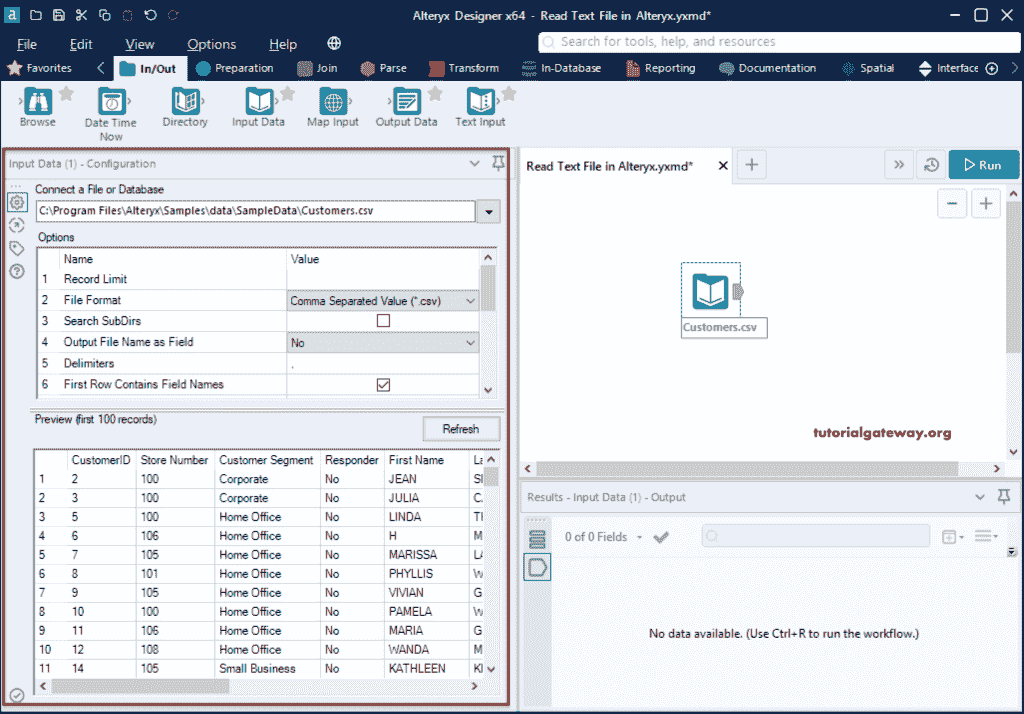 a Alteryx Designer x64 - Read Text File in Alteryx.yxmd*
File Edit View Options Help Search for tools, help, and resources
Favorites In/Out Preparation Join Parse Transform In-Database Reporting Documentation Spatial Interface
Browse Date Time Now Directory Input Data Map Input Output Data Text Input
Input Data (1) - Configuration
Connect a File or Database
C:\Program Files\Alteryx\Samples\data\SampleData\Customers.csv
Options
Name Value
1 Record Limit
2 File Format Comma Separated Value (*.csv)
3 Search SubDirs
4 Output File Name as Field No
5 Delimiters ,
6 First Row Contains Field Names
Preview (first 100 records) Refresh
CustomerID Store Number Customer Segment Responder First Name La
1 2 100 Corporate No JEAN
2 3 100 Corporate No JULIA
3 5 100 Home Office No LINDA
4 6 106 Home Office No H
5 7 105 Home Office No MARISSA
6 8 101 Home Office No PHYLLIS
7 9 105 Home Office No VIVIAN
8 10 100 Home Office No PAMELA
9 11 106 Home Office No MARIA
10 12 108 Home Office No WANDA
11 14 105 Small Business No KATHLEEN
Read Text File in Alteryx.yxmd* Run
Customers.csv
tutorialgateway.org
Results - Input Data (1) - Output
0 of 0 Fields
No data available. (Use Ctrl+R to run the workflow.)